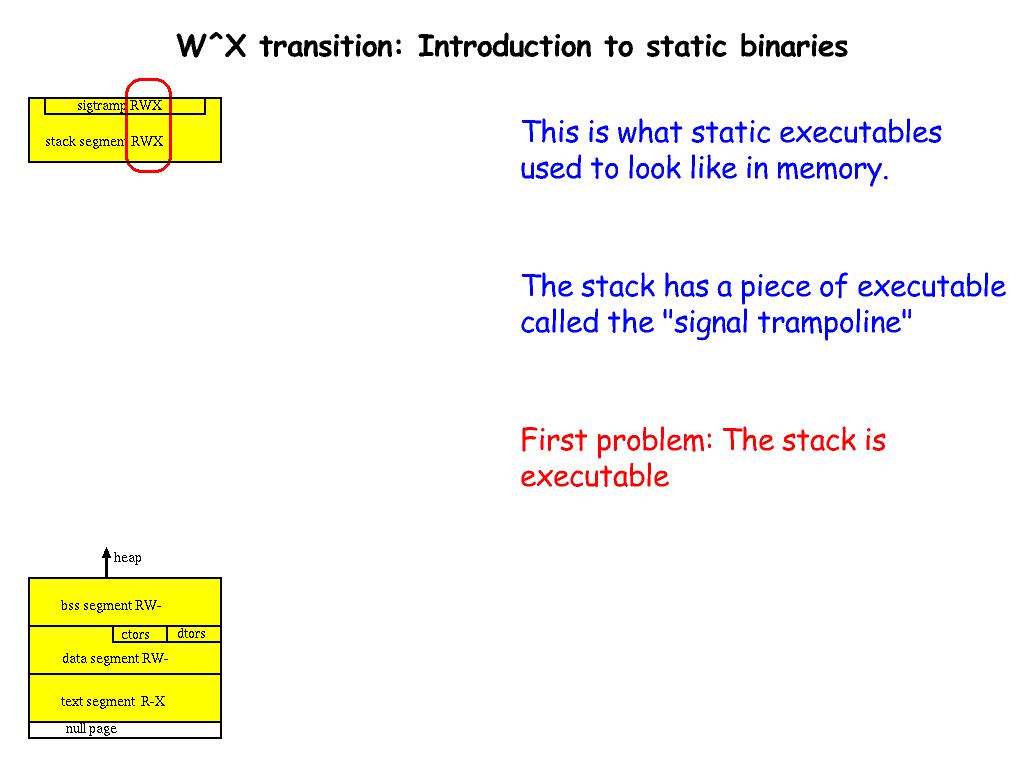 W^X transition: Introduction to static binaries
sigtramp RWX
stack segment RWX
This is what static executables
used to look like in memory.
The stack has a piece of executable
called the "signal trampoline"
First problem: The stack is
executable
heap
bss segment RW-
ctors dtors
data segment RW-
text segment R-X
null page